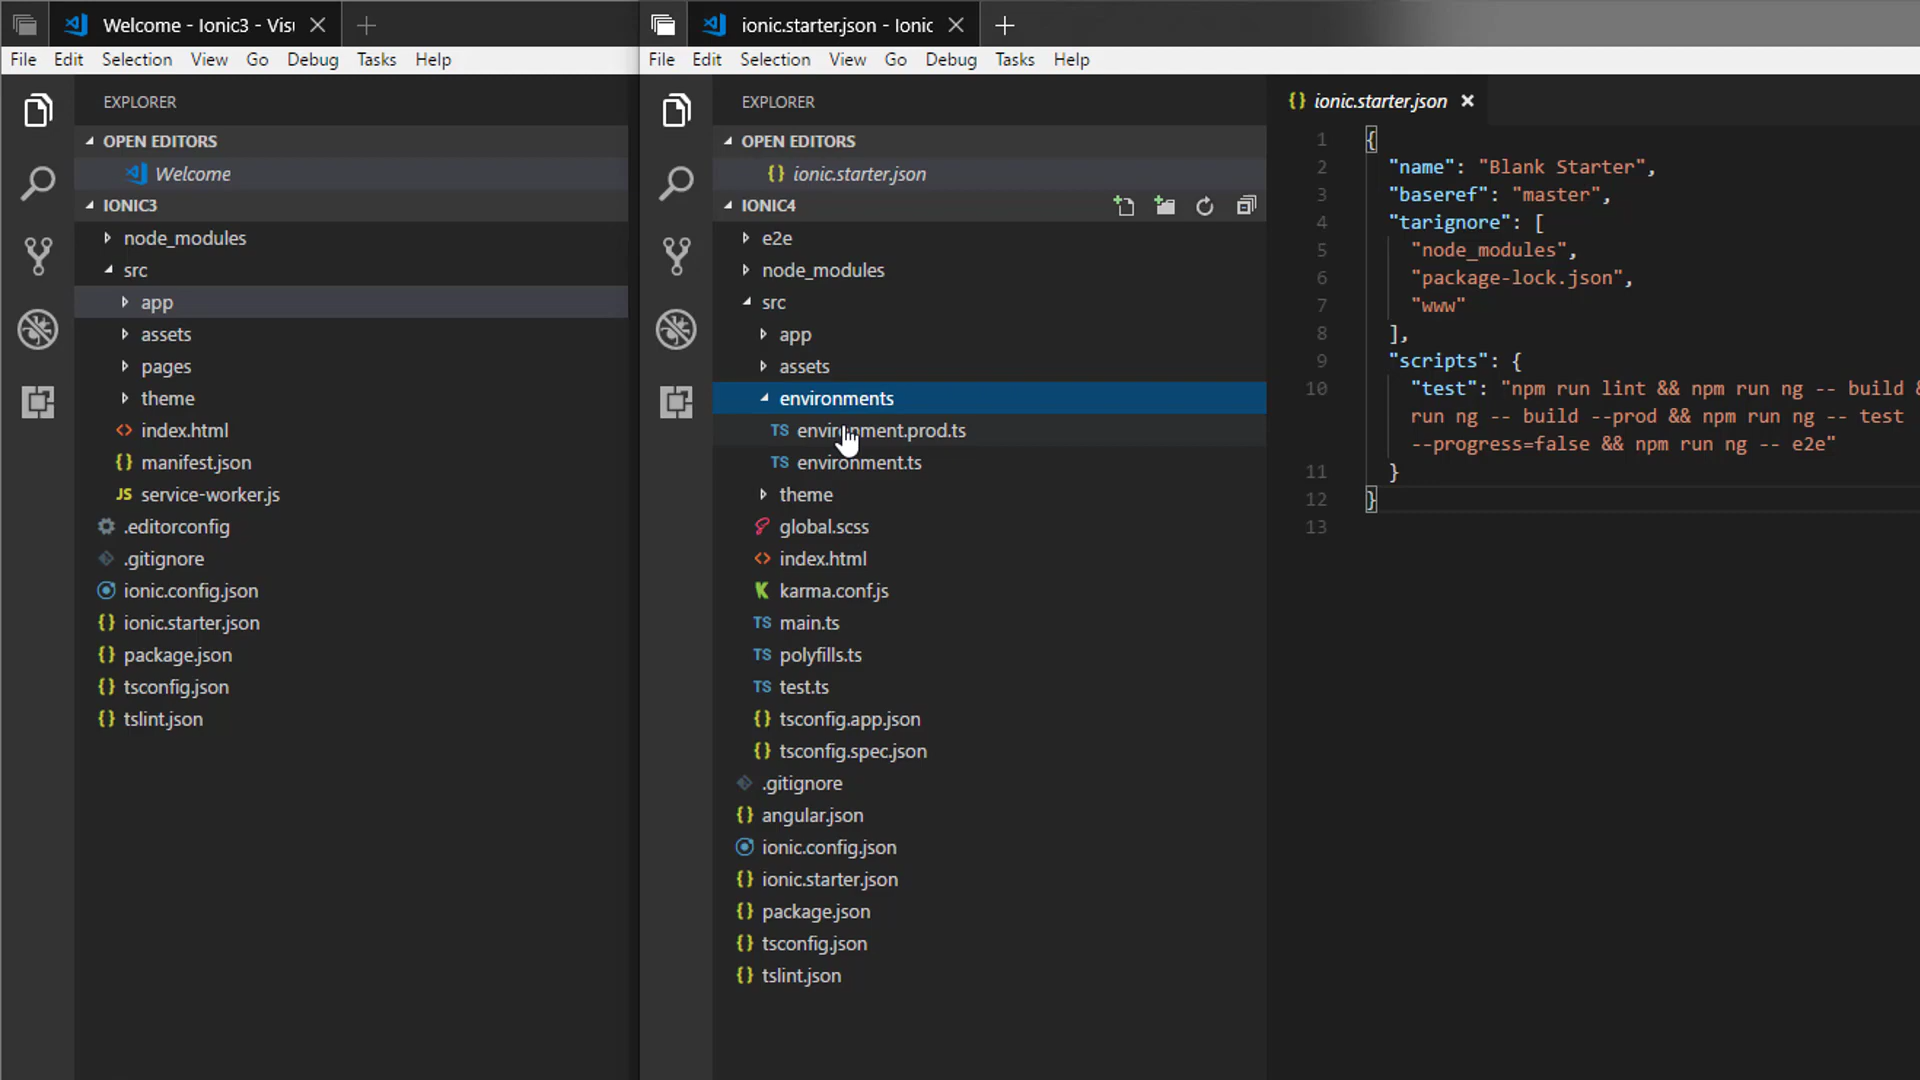 Welcome - Ionic3 - Visu
File Edit Selection View Go Debug Tasks Help
EXPLORER
OPEN EDITORS
Welcome
IONIC3
node_modules
src
app
assets
pages
theme
<> index.html
{} manifest.json
JS service-worker.js
.editorconfig
.gitignore
ionic.config.json
{} ionic.starter.json
{} package.json
{} tsconfig.json
{} tslint.json
ionic.starter.json - Ionic
File Edit Selection View Go Debug Tasks Help
EXPLORER
OPEN EDITORS
{} ionic.starter.json
IONIC4
e2e
node_modules
src
app
assets
environments
TS environment.prod.ts
TS environment.ts
theme
global.scss
<> index.html
K karma.conf.js
TS main.ts
TS polyfills.ts
TS test.ts
{} tsconfig.app.json
{} tsconfig.spec.json
.gitignore
{} angular.json
ionic.config.json
{} ionic.starter.json
{} package.json
{} tsconfig.json
{} tslint.json
{} ionic.starter.json
1 {
2 "name": "Blank Starter",
3 "baseref": "master",
4 "tarignore": [
5 "node_modules",
6 "package-lock.json",
7 "www"
8 ],
9 "scripts": {
10 "test": "npm run lint && npm run ng -- build &
run ng -- build --prod && npm run ng -- test
--progress=false && npm run ng -- e2e"
11 }
12 }
13